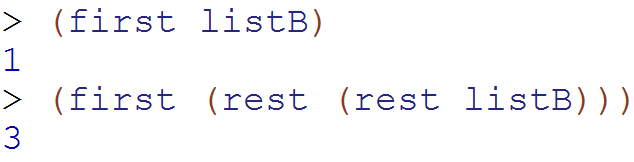 > (first listB)
1
> (first (rest (rest listB)))
3